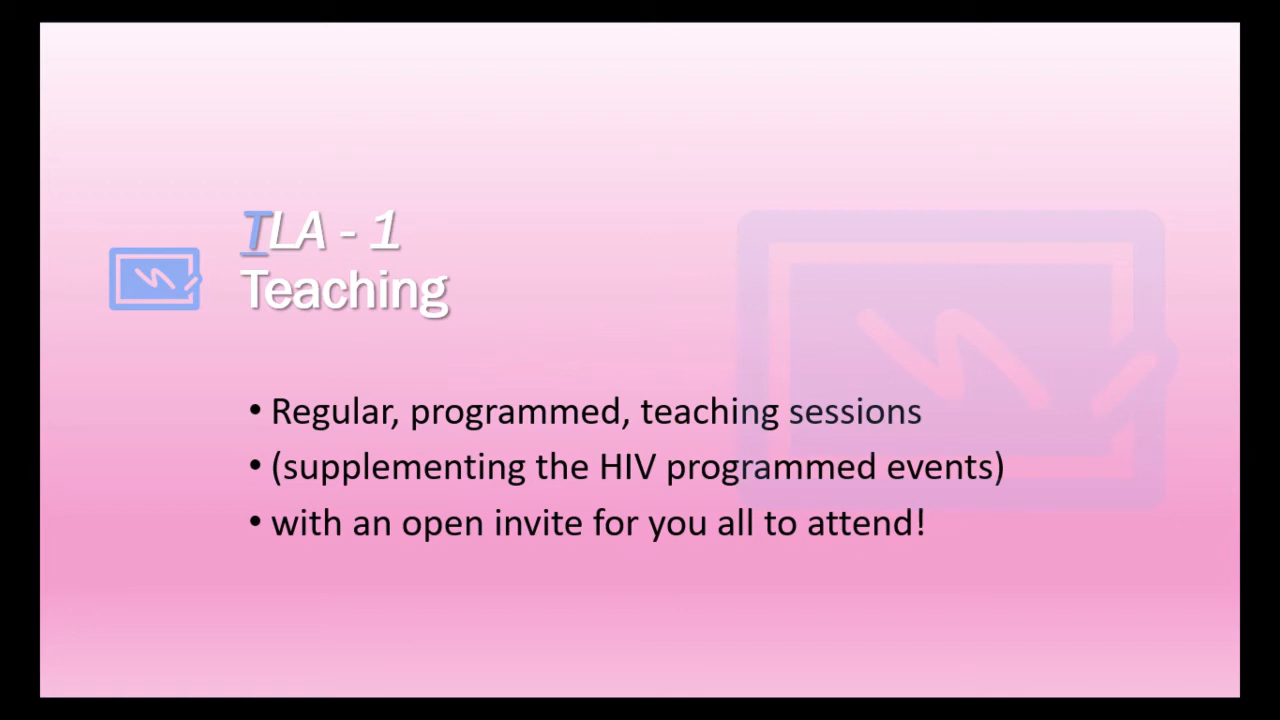 TLA - 1
Teaching
• Regular, programmed, teaching sessions
• (supplementing the HIV programmed events)
• with an open invite for you all to attend!